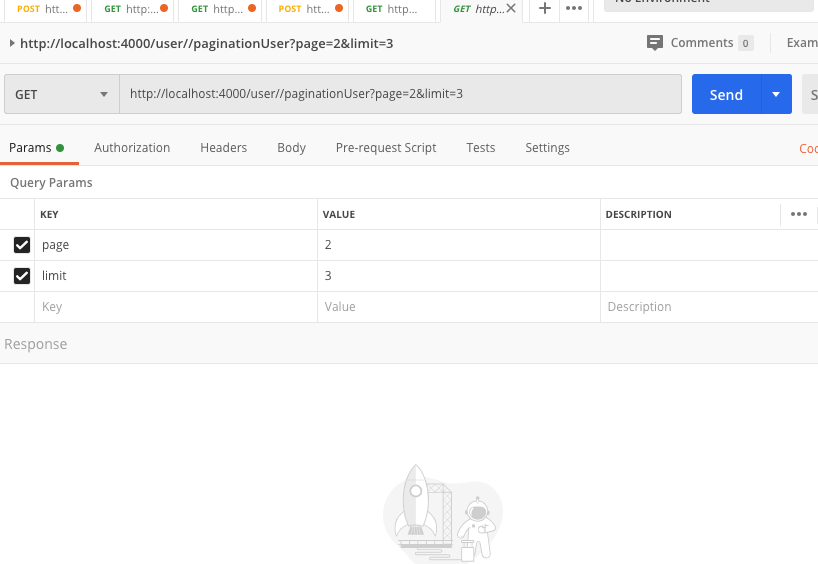 POST htt... GET http:... GET http... POST htt... GET http... GET http...
http://localhost:4000/user//paginationUser?page=2&limit=3 Comments 0 Exam
GET http://localhost:4000/user//paginationUser?page=2&limit=3 Send S
Params Authorization Headers Body Pre-request Script Tests Settings Coo
Query Params
KEY VALUE DESCRIPTION
page 2
limit 3
Key Value Description
Response